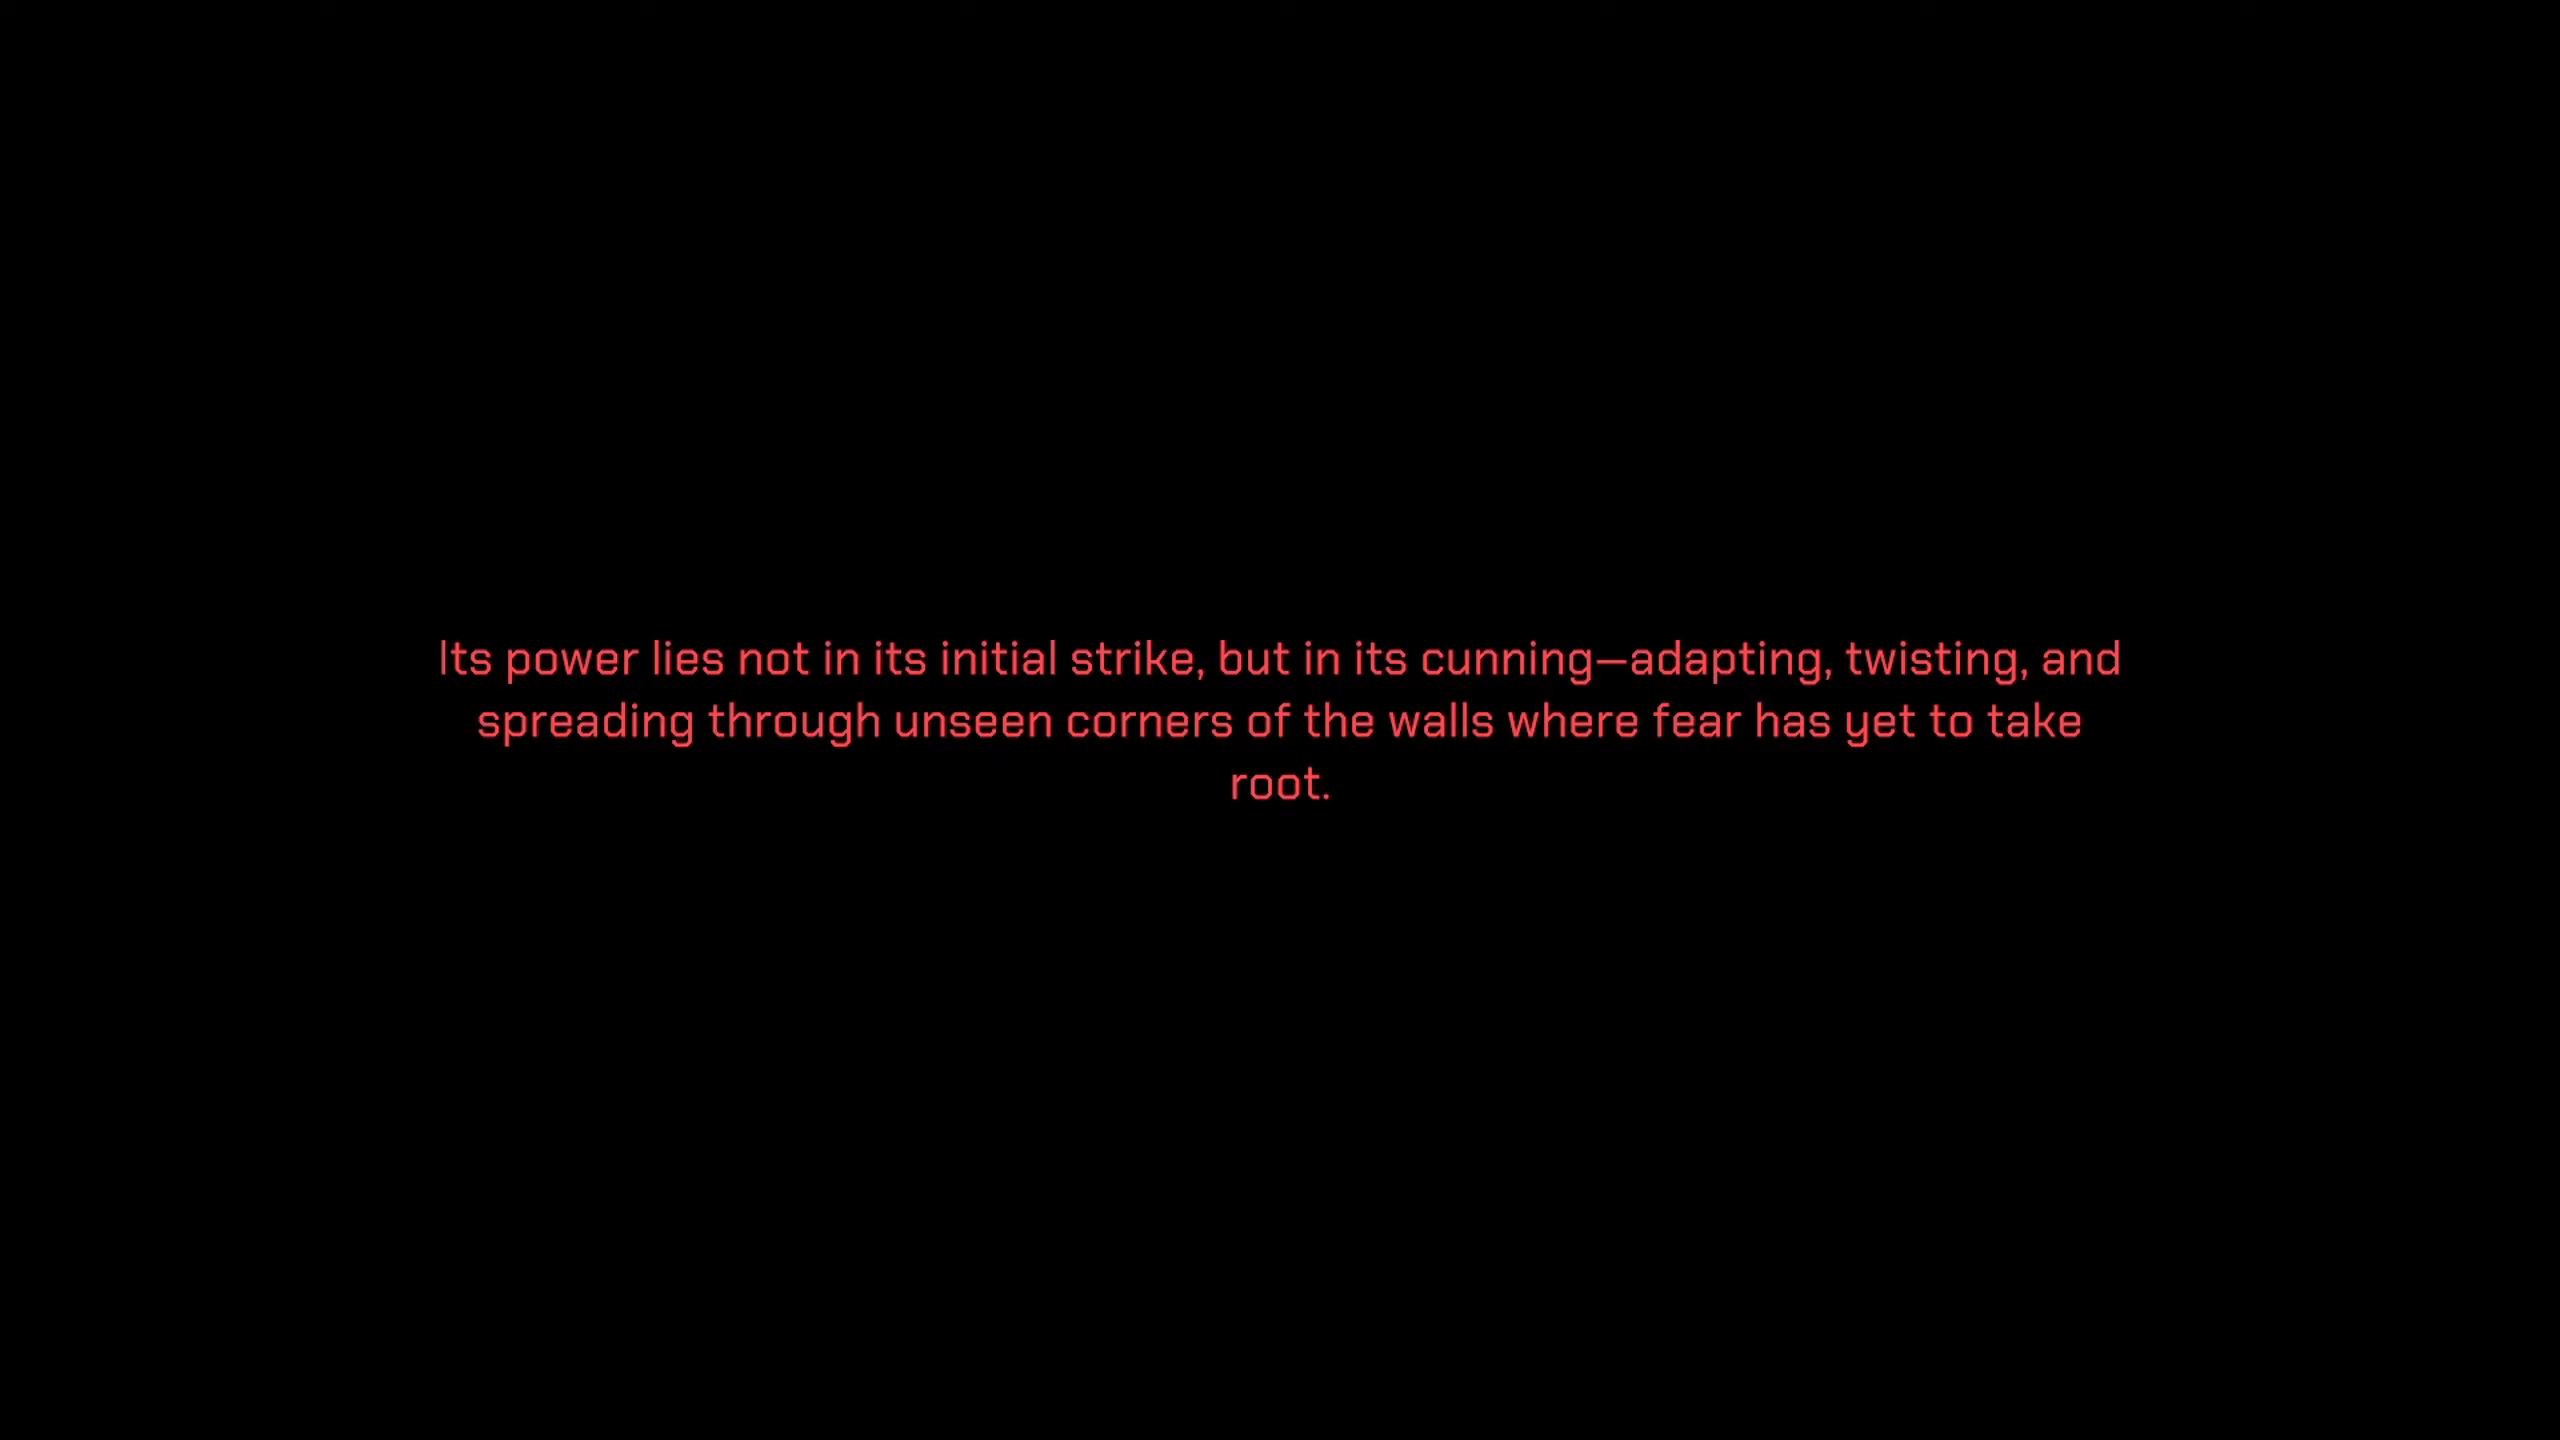 Its power lies not in its initial strike, but in its cunning—adapting, twisting, and
spreading through unseen corners of the walls where fear has yet to take
root.